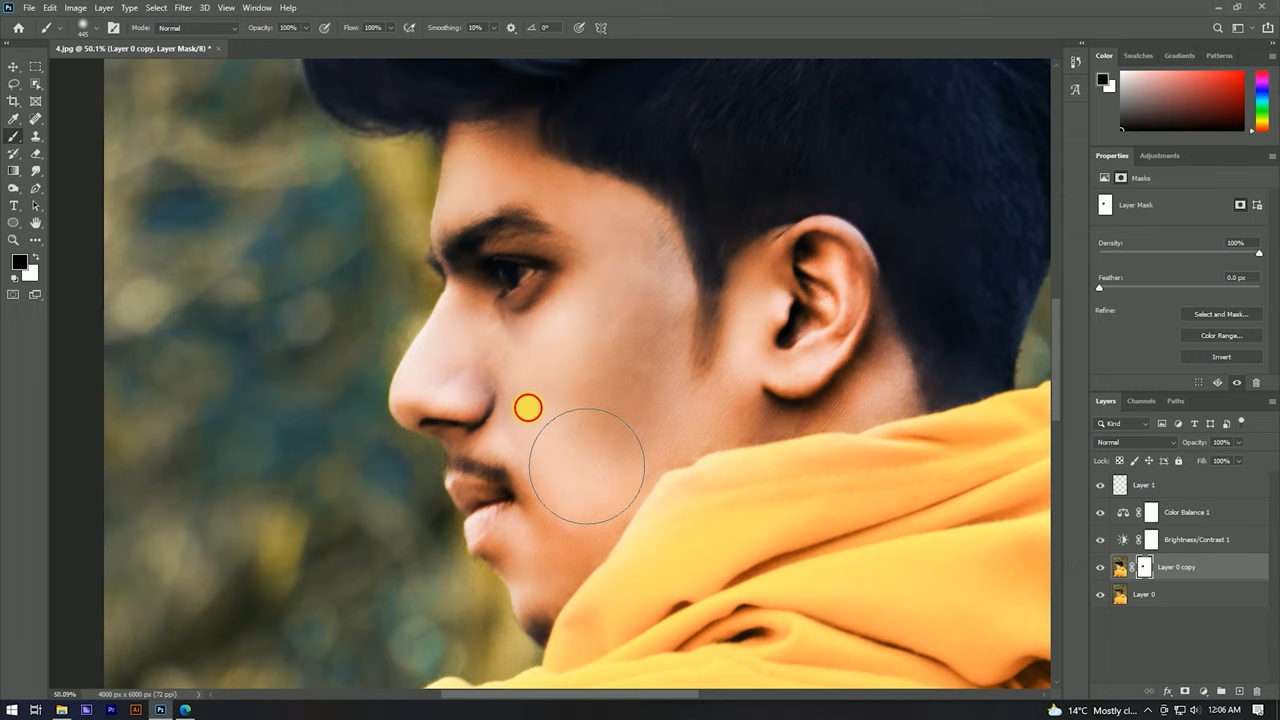 File Edit Image Layer Type Select Filter 3D View Window Help
445 Mode: Normal Opacity: 100% Flow: 100% Smoothing: 10% 0°
4.jpg @ 50.1% (Layer 0 copy, Layer Mask/8) * ×
Color Swatches Gradients Patterns
Properties Adjustments
Masks
Layer Mask
Density: 100%
Feather: 0.0 px
Refine: Select and Mask...
Color Range...
Invert
Layers Channels Paths
Kind
Normal Opacity: 100%
Lock: Fill: 100%
Layer 1
Color Balance 1
Brightness/Contrast 1
Layer 0 copy
Layer 0
50.09% 4000 px x 6000 px (72 ppi)
14°C Mostly cl... 12:06 AM